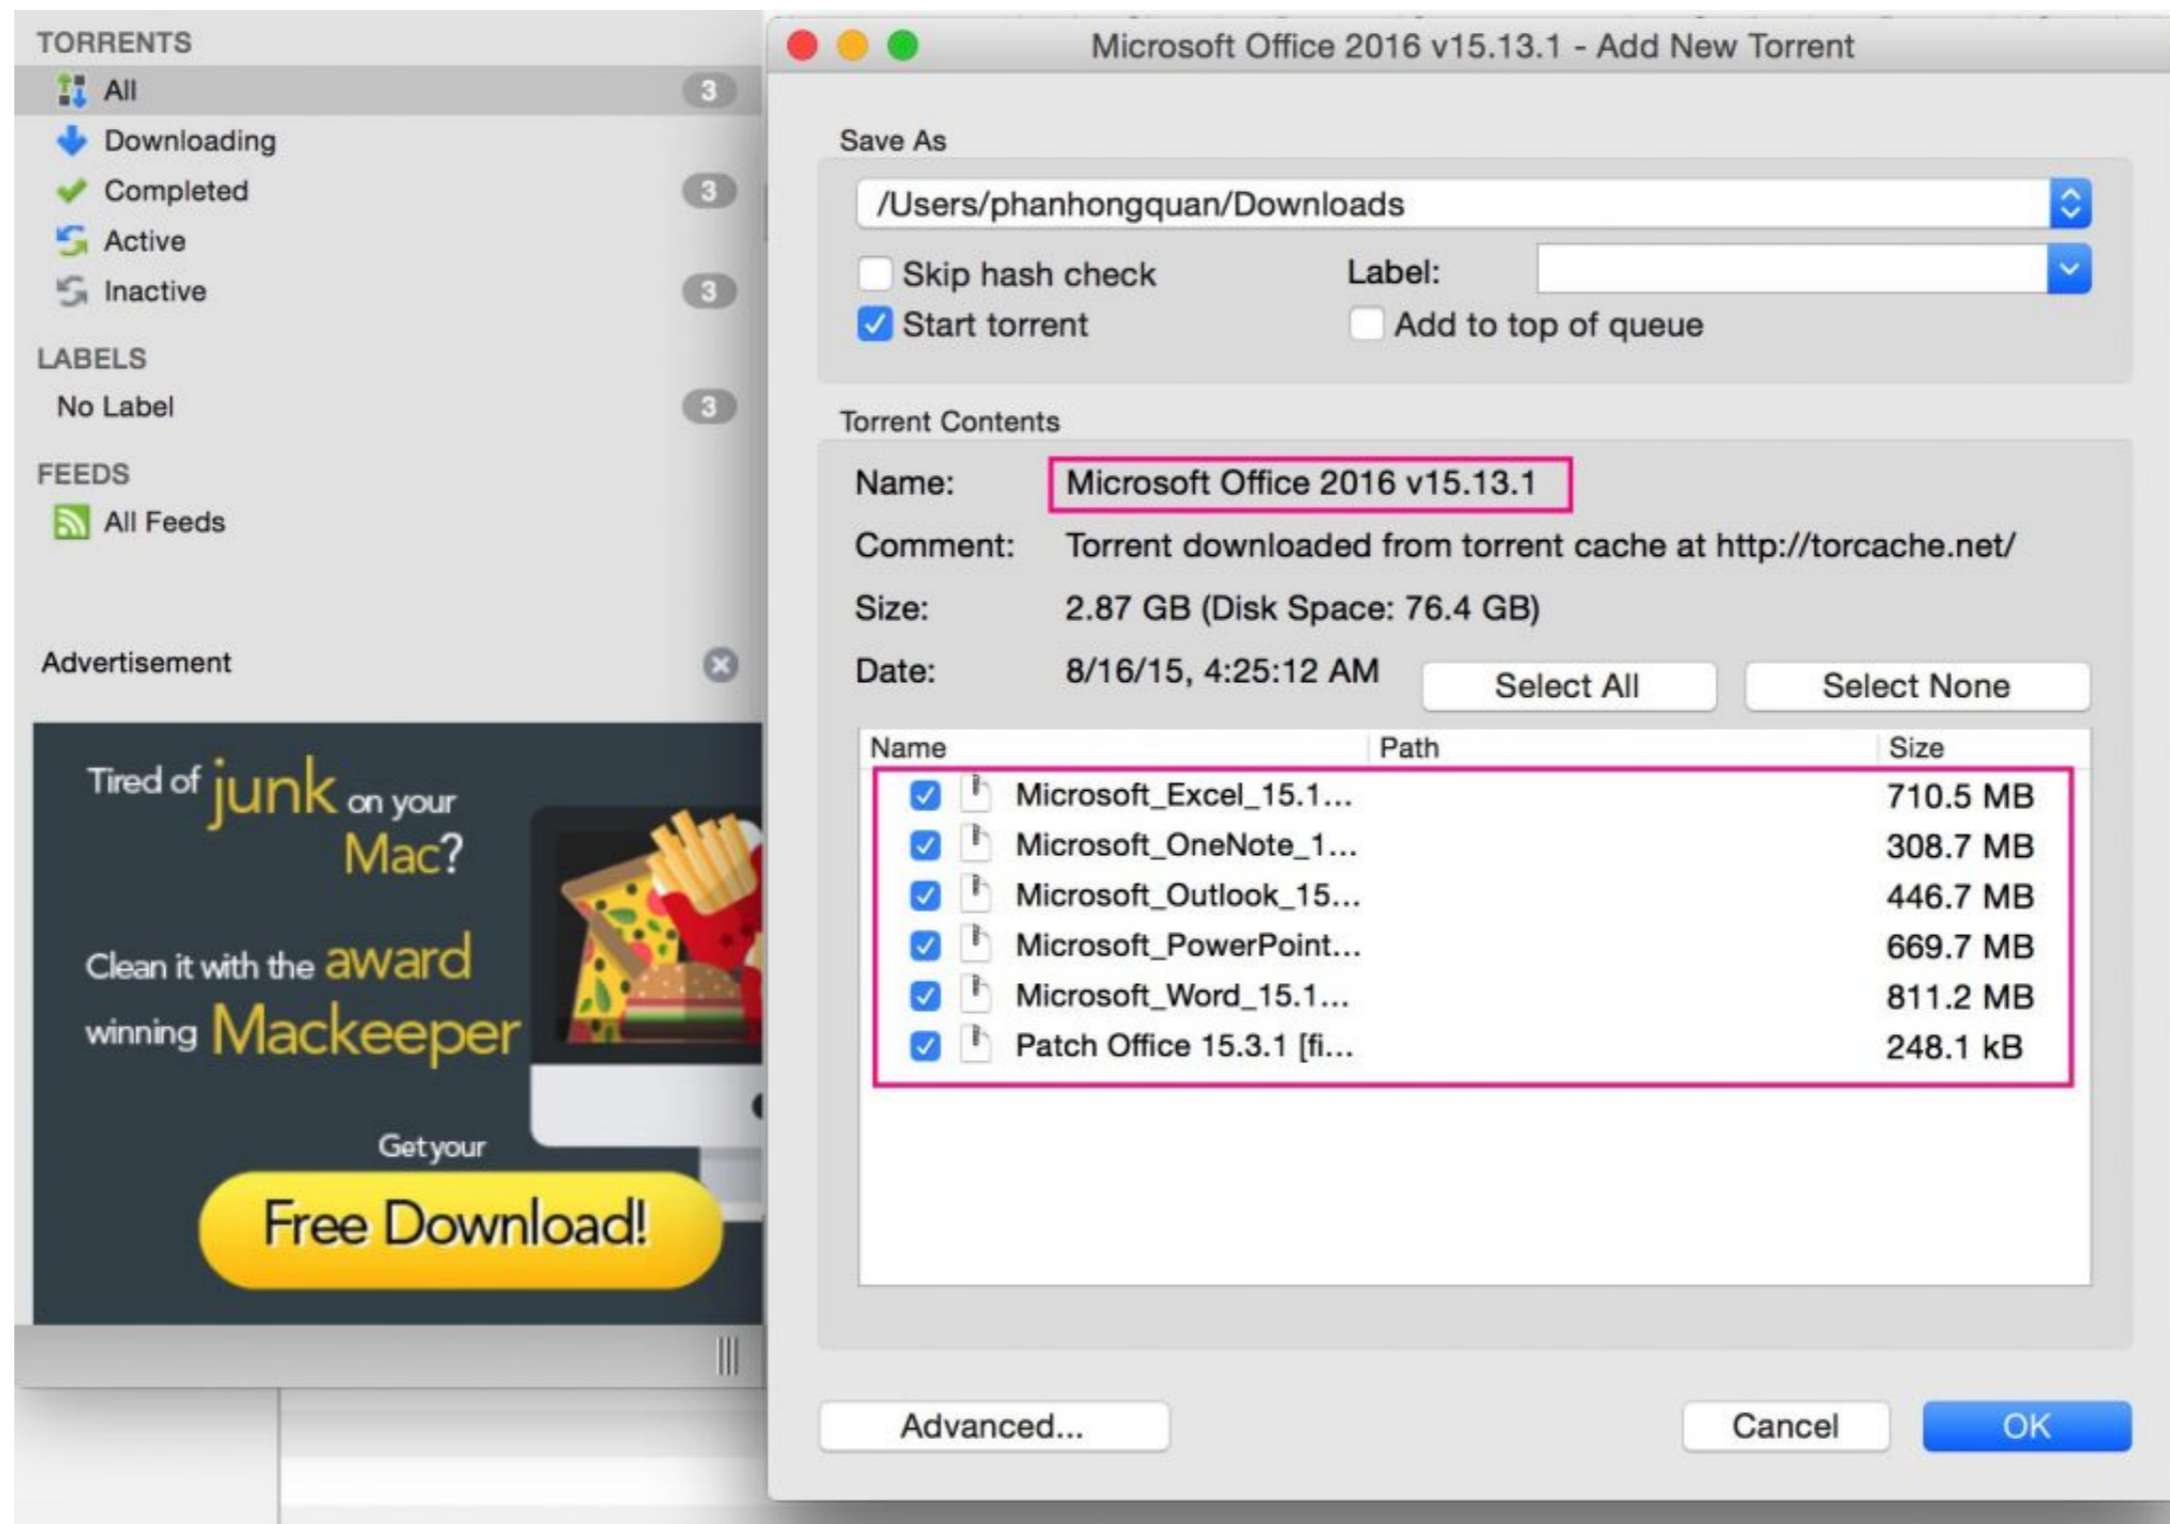 TORRENTS
All 3
Downloading
Completed 3
Active
Inactive 3
LABELS
No Label 3
FEEDS
All Feeds
Advertisement
Tired of junk on your
Mac?
Clean it with the award
winning Mackeeper
Get your
Free Download!
Microsoft Office 2016 v15.13.1 - Add New Torrent
Save As
/Users/phanhongquan/Downloads
Skip hash check Label:
Start torrent Add to top of queue
Torrent Contents
Name: Microsoft Office 2016 v15.13.1
Comment: Torrent downloaded from torrent cache at http://torcache.net/
Size: 2.87 GB (Disk Space: 76.4 GB)
Date: 8/16/15, 4:25:12 AM Select All Select None
Name Path Size
Microsoft_Excel_15.1... 710.5 MB
Microsoft_OneNote_1... 308.7 MB
Microsoft_Outlook_15... 446.7 MB
Microsoft_PowerPoint... 669.7 MB
Microsoft_Word_15.1... 811.2 MB
Patch Office 15.3.1 [fi... 248.1 kB
Advanced... Cancel OK